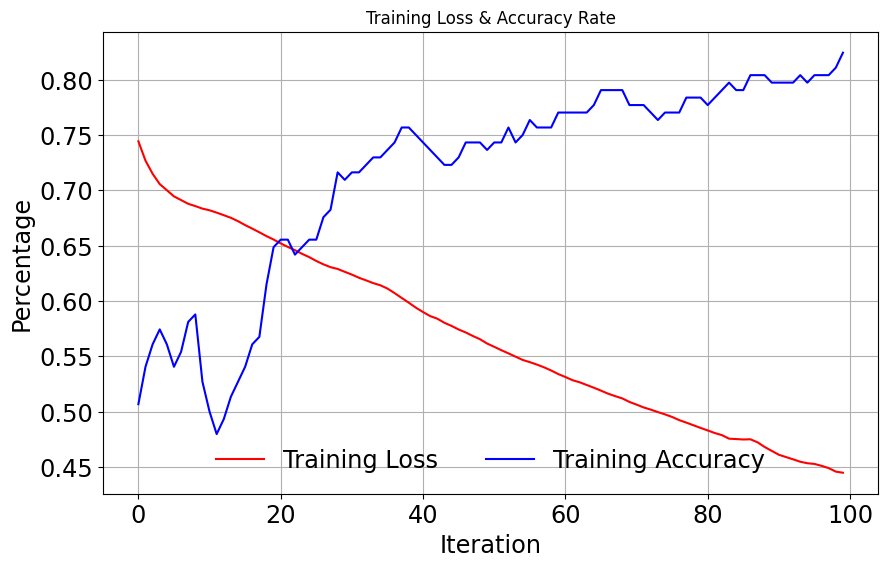 Training Loss & Accuracy Rate
Percentage
0.80
0.75
0.70
0.65
0.60
0.55
0.50
0.45
Training Loss
Training Accuracy
0 20 40 60 80 100
Iteration